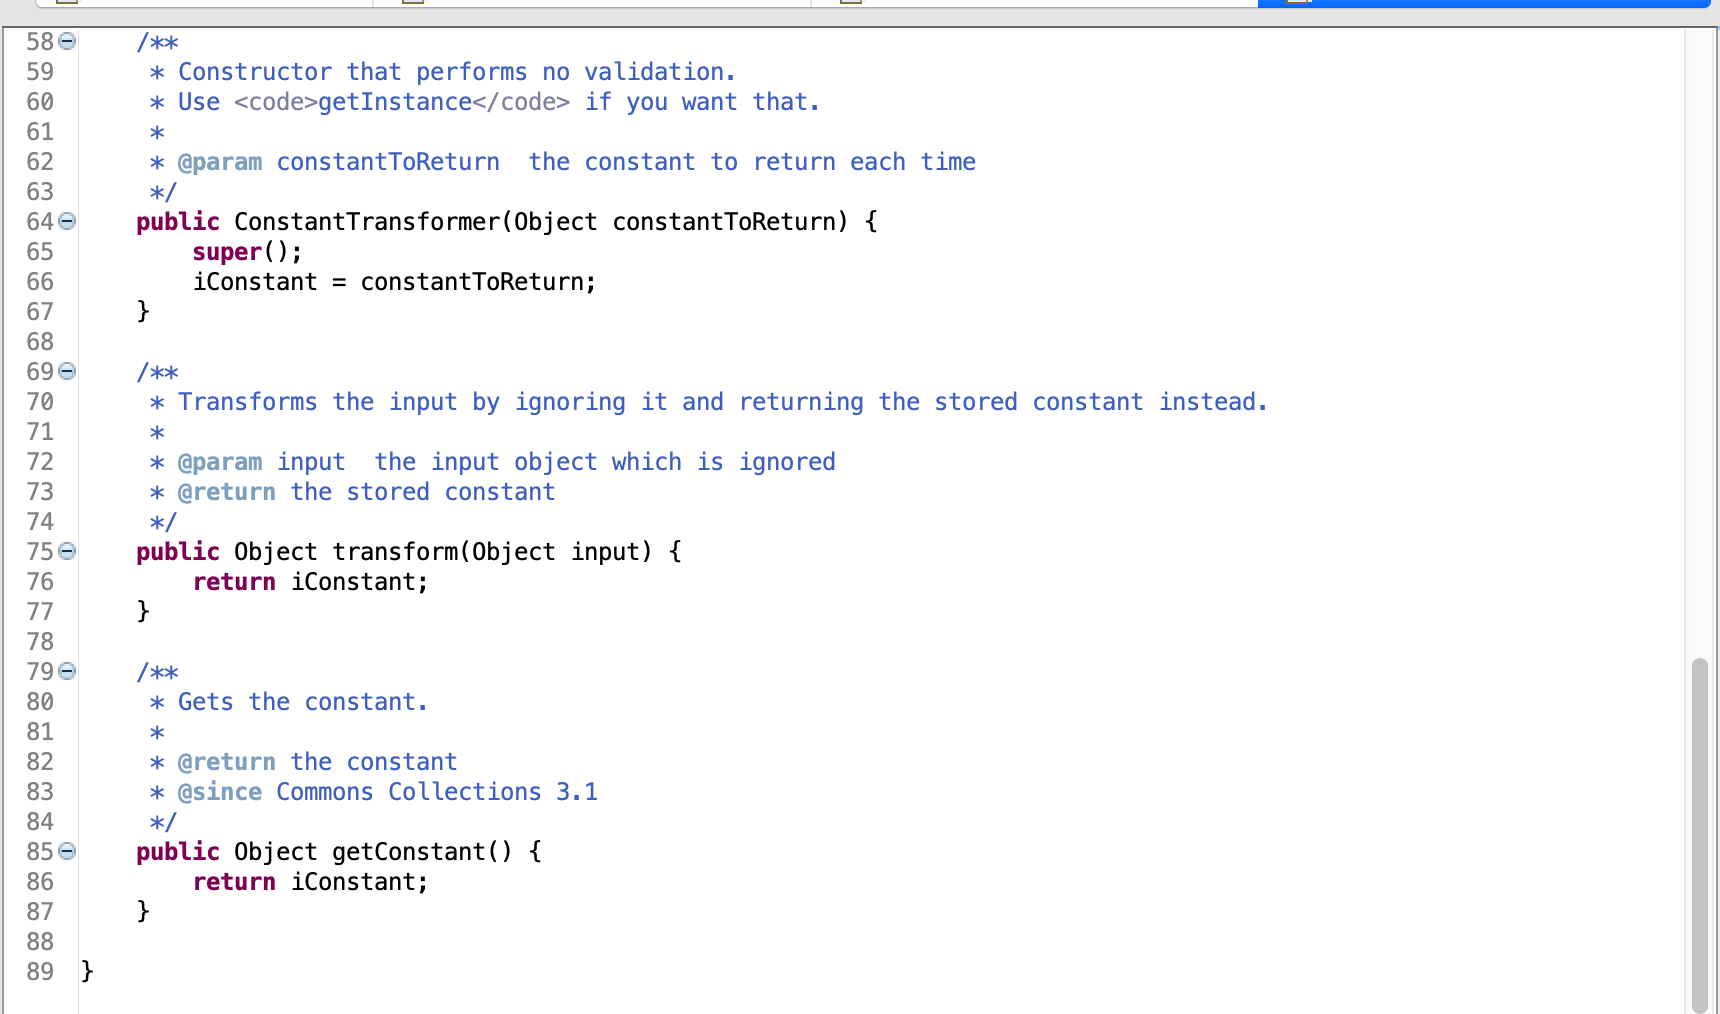 58 /**
59 * Constructor that performs no validation.
60 * Use <code>getInstance</code> if you want that.
61 *
62 * @param constantToReturn  the constant to return each time
63 */
64 public ConstantTransformer(Object constantToReturn) {
65 super();
66 iConstant = constantToReturn;
67 }
68
69 /**
70 * Transforms the input by ignoring it and returning the stored constant instead.
71 *
72 * @param input  the input object which is ignored
73 * @return the stored constant
74 */
75 public Object transform(Object input) {
76 return iConstant;
77 }
78
79 /**
80 * Gets the constant.
81 *
82 * @return the constant
83 * @since Commons Collections 3.1
84 */
85 public Object getConstant() {
86 return iConstant;
87 }
88
89 }